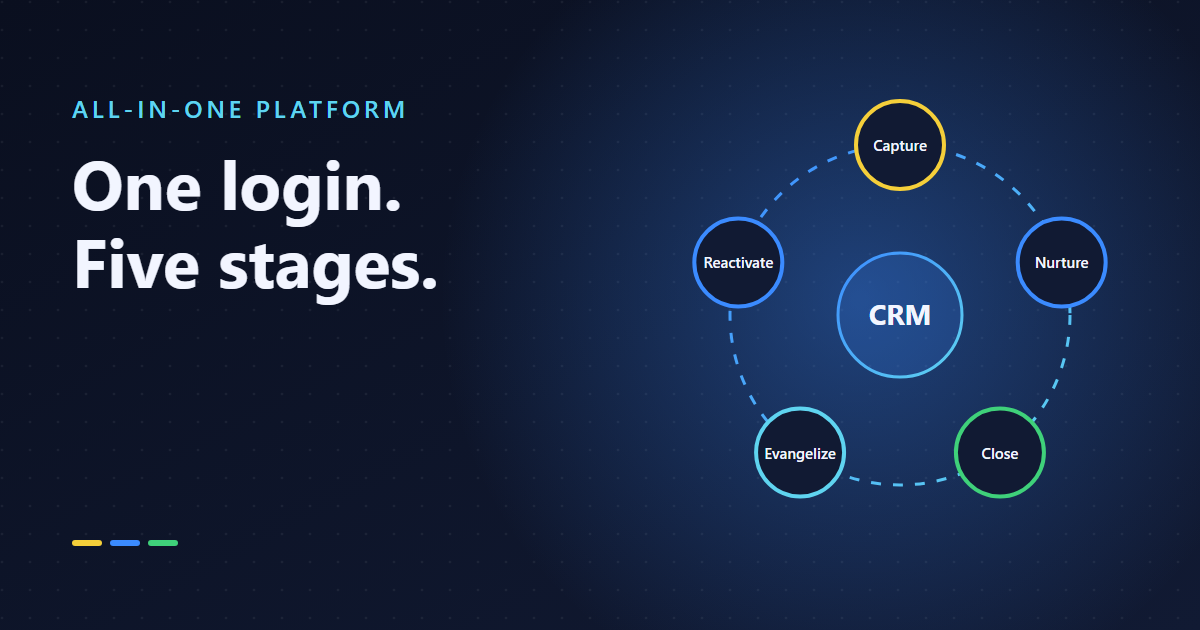 ALL-IN-ONE PLATFORM
One login.
Five stages.
Capture
Reactivate
Nurture
CRM
Evangelize
Close